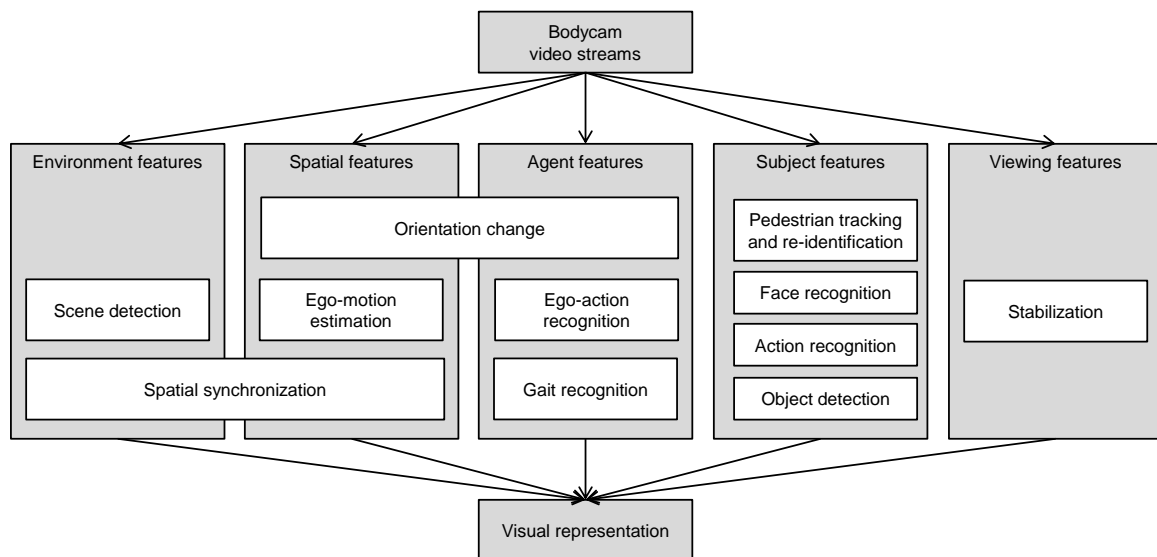 Bodycam
video streams
Environment features
Spatial features
Agent features
Subject features
Viewing features
Orientation change
Pedestrian tracking
and re-identification
Scene detection
Ego-motion
estimation
Ego-action
recognition
Face recognition
Stabilization
Action recognition
Spatial synchronization
Gait recognition
Object detection
Visual representation